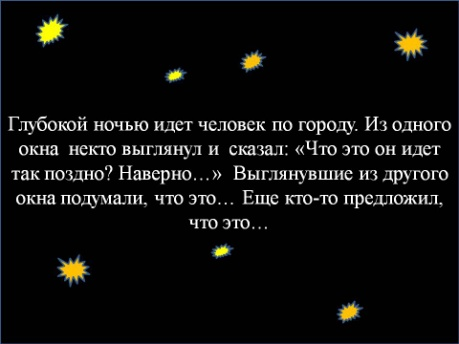 Глубокой ночью идет человек по городу. Из одного
окна некто выглянул и сказал: «Что это он идет
так поздно? Наверно…» Выглянувшие из другого
окна подумали, что это… Еще кто-то предложил,
что это…